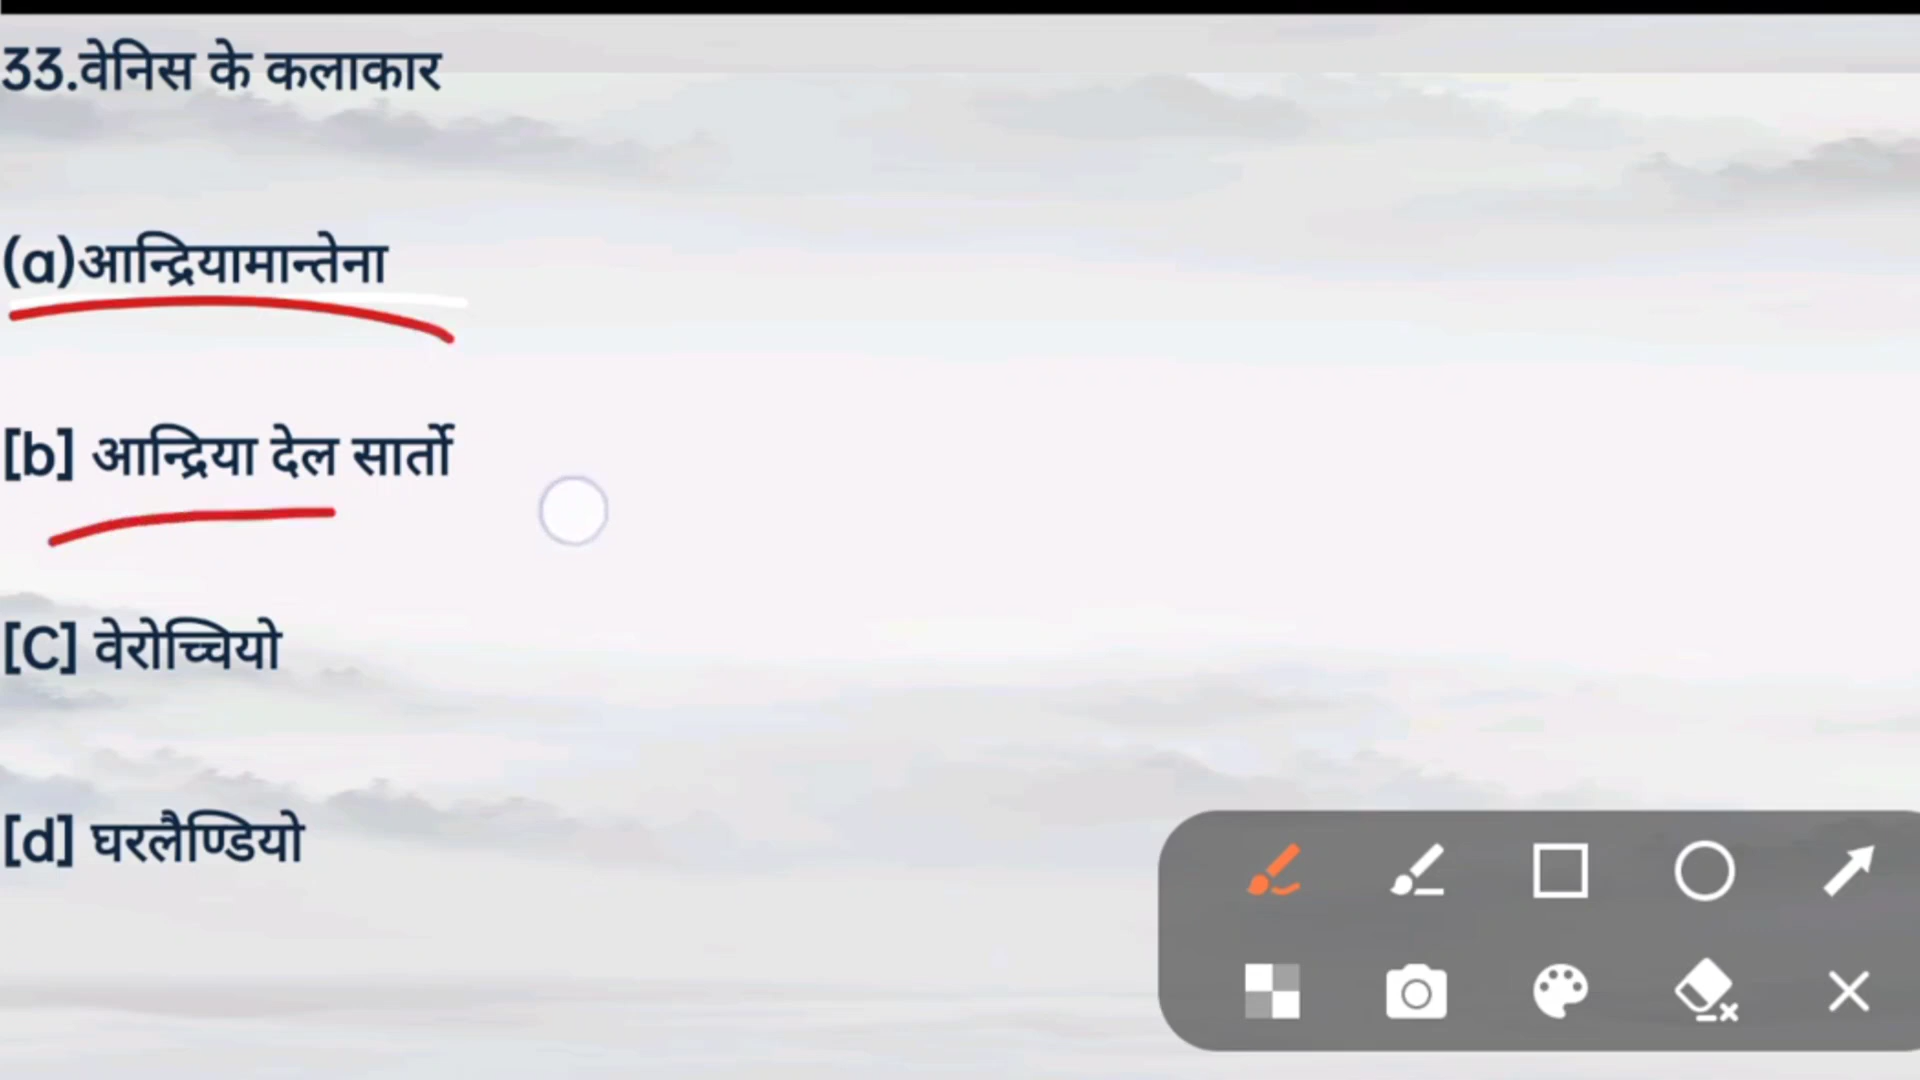 33.वेनिस के कलाकार
(a)आन्द्रियामान्तेना
[b] आन्द्रिया देल सार्तो
[C] वेरोच्चियो
[d] घरलैण्डियो